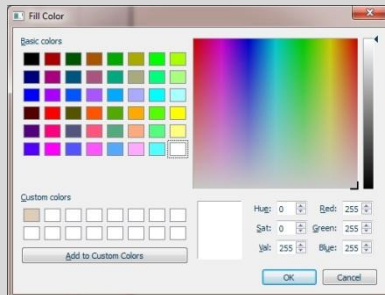 Fill Color
Basic colors
Custom colors
Add to Custom Colors
Hue: 0 Red: 255
Sat: 0 Green: 255
Val: 255 Blue: 255
OK Cancel